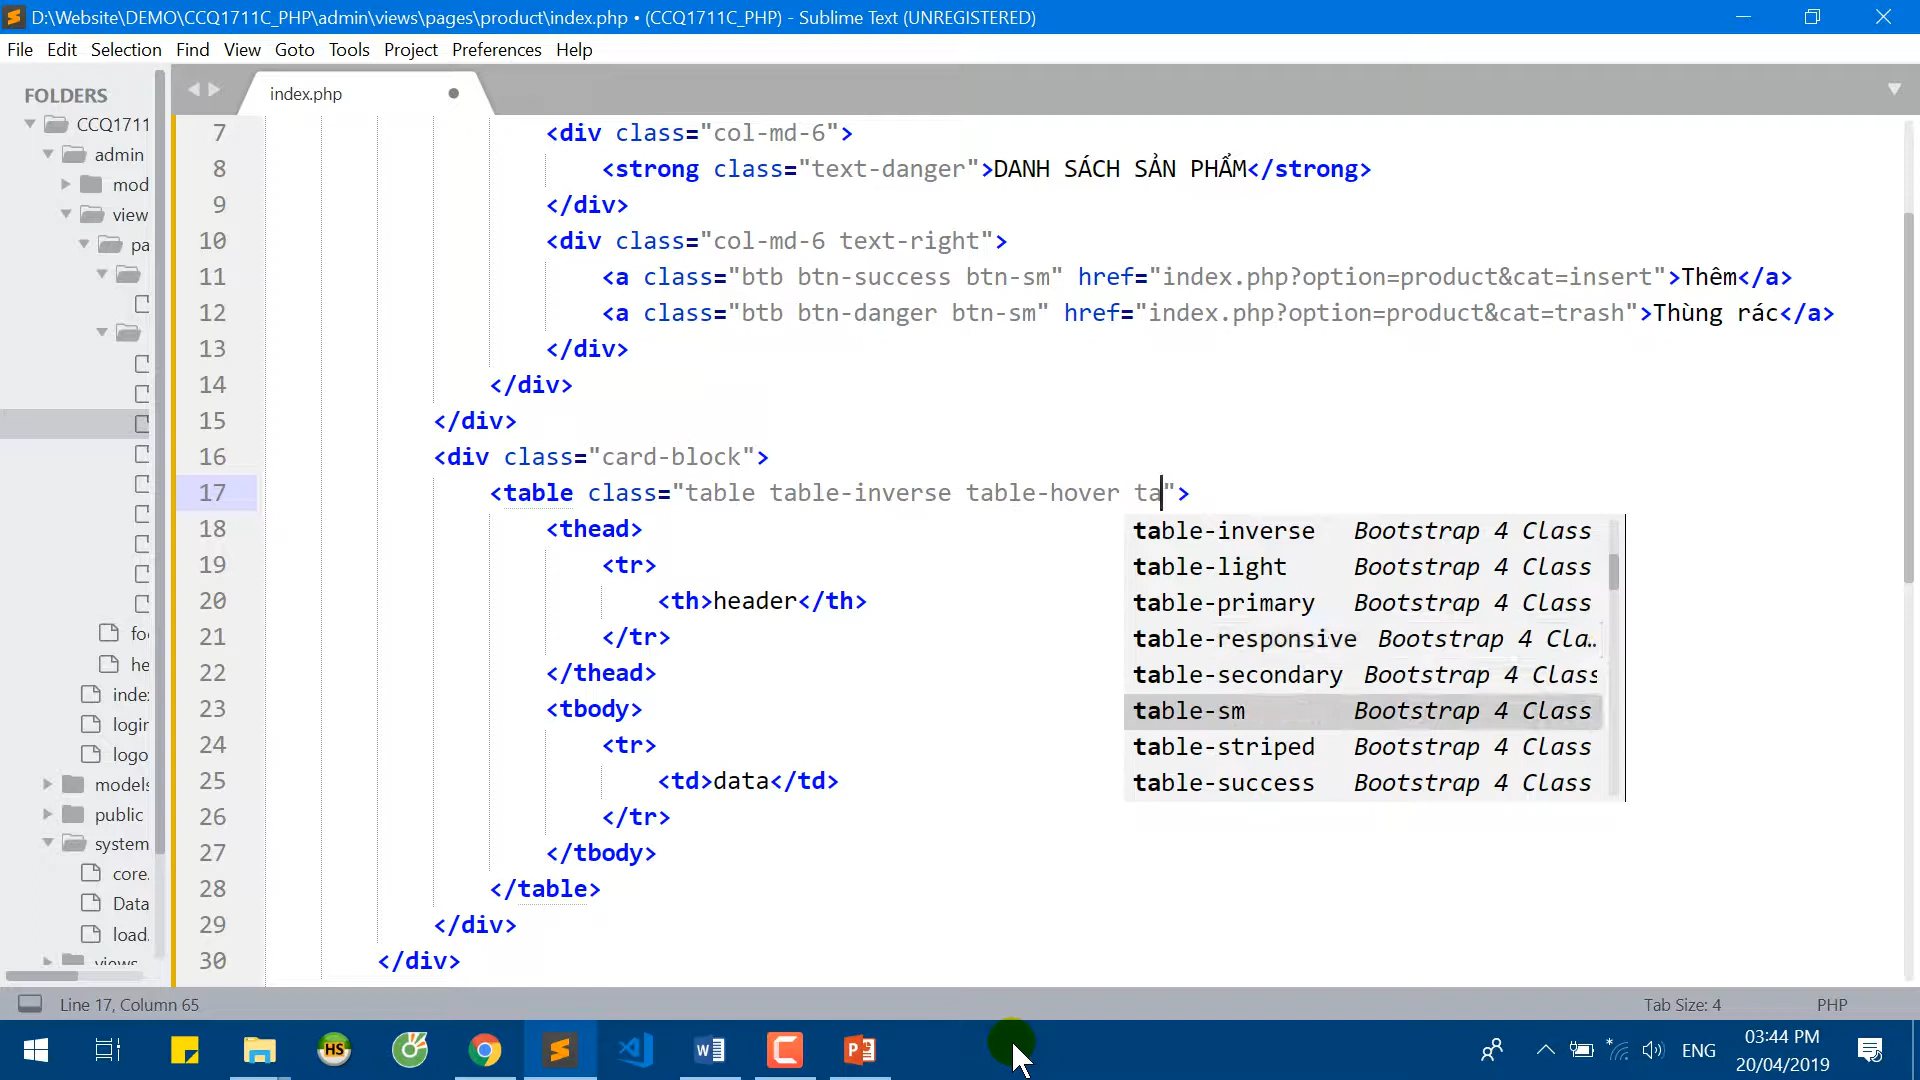 D:\Website\DEMO\CCQ1711C_PHP\admin\views\pages\product\index.php • (CCQ1711C_PHP) - Sublime Text (UNREGISTERED)
File Edit Selection Find View Goto Tools Project Preferences Help
FOLDERS
CCQ1711
admin
mod
view
pa
fo
he
index
login
logo
models
public
system
core.
Data
load.
views
index.php
7 <div class="col-md-6">
8 <strong class="text-danger">DANH SÁCH SẢN PHẨM</strong>
9 </div>
10 <div class="col-md-6 text-right">
11 <a class="btb btn-success btn-sm" href="index.php?option=product&cat=insert">Thêm</a>
12 <a class="btb btn-danger btn-sm" href="index.php?option=product&cat=trash">Thùng rác</a>
13 </div>
14 </div>
15 </div>
16 <div class="card-block">
17 <table class="table table-inverse table-hover ta">
18 <thead>
19 <tr>
20 <th>header</th>
21 </tr>
22 </thead>
23 <tbody>
24 <tr>
25 <td>data</td>
26 </tr>
27 </tbody>
28 </table>
29 </div>
30 </div>
table-inverse Bootstrap 4 Class
table-light Bootstrap 4 Class
table-primary Bootstrap 4 Class
table-responsive Bootstrap 4 Cla…
table-secondary Bootstrap 4 Class
table-sm Bootstrap 4 Class
table-striped Bootstrap 4 Class
table-success Bootstrap 4 Class
Line 17, Column 65
Tab Size: 4
PHP
HS
ENG
03:44 PM
20/04/2019